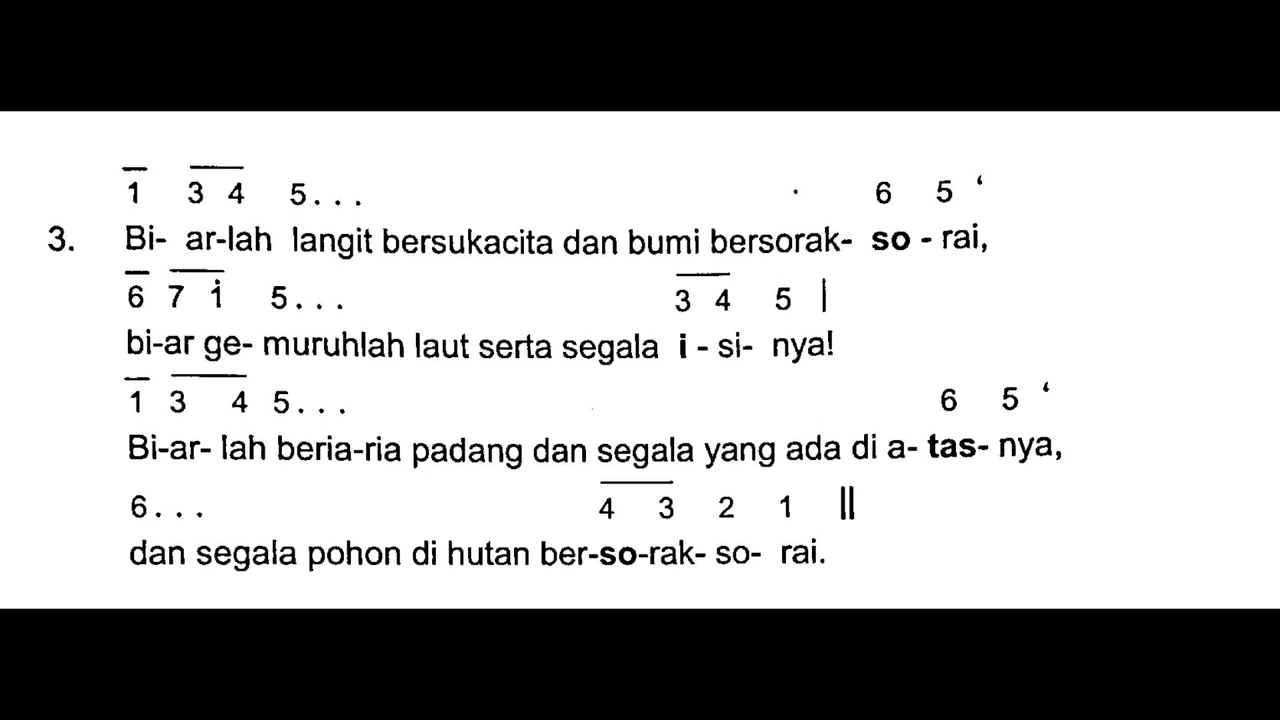 1 3 4 5... 6 5 ‘
3. Bi- ar-lah langit bersukacita dan bumi bersorak- so - rai,
6 7 i 5... 3 4 5 |
bi-ar ge- muruhlah laut serta segala i - si- nya!
1 3 4 5... 6 5 ‘
Bi-ar- lah beria-ria padang dan segala yang ada di a- tas- nya,
6... 4 3 2 1 ||
dan segala pohon di hutan ber-so-rak- so- rai.